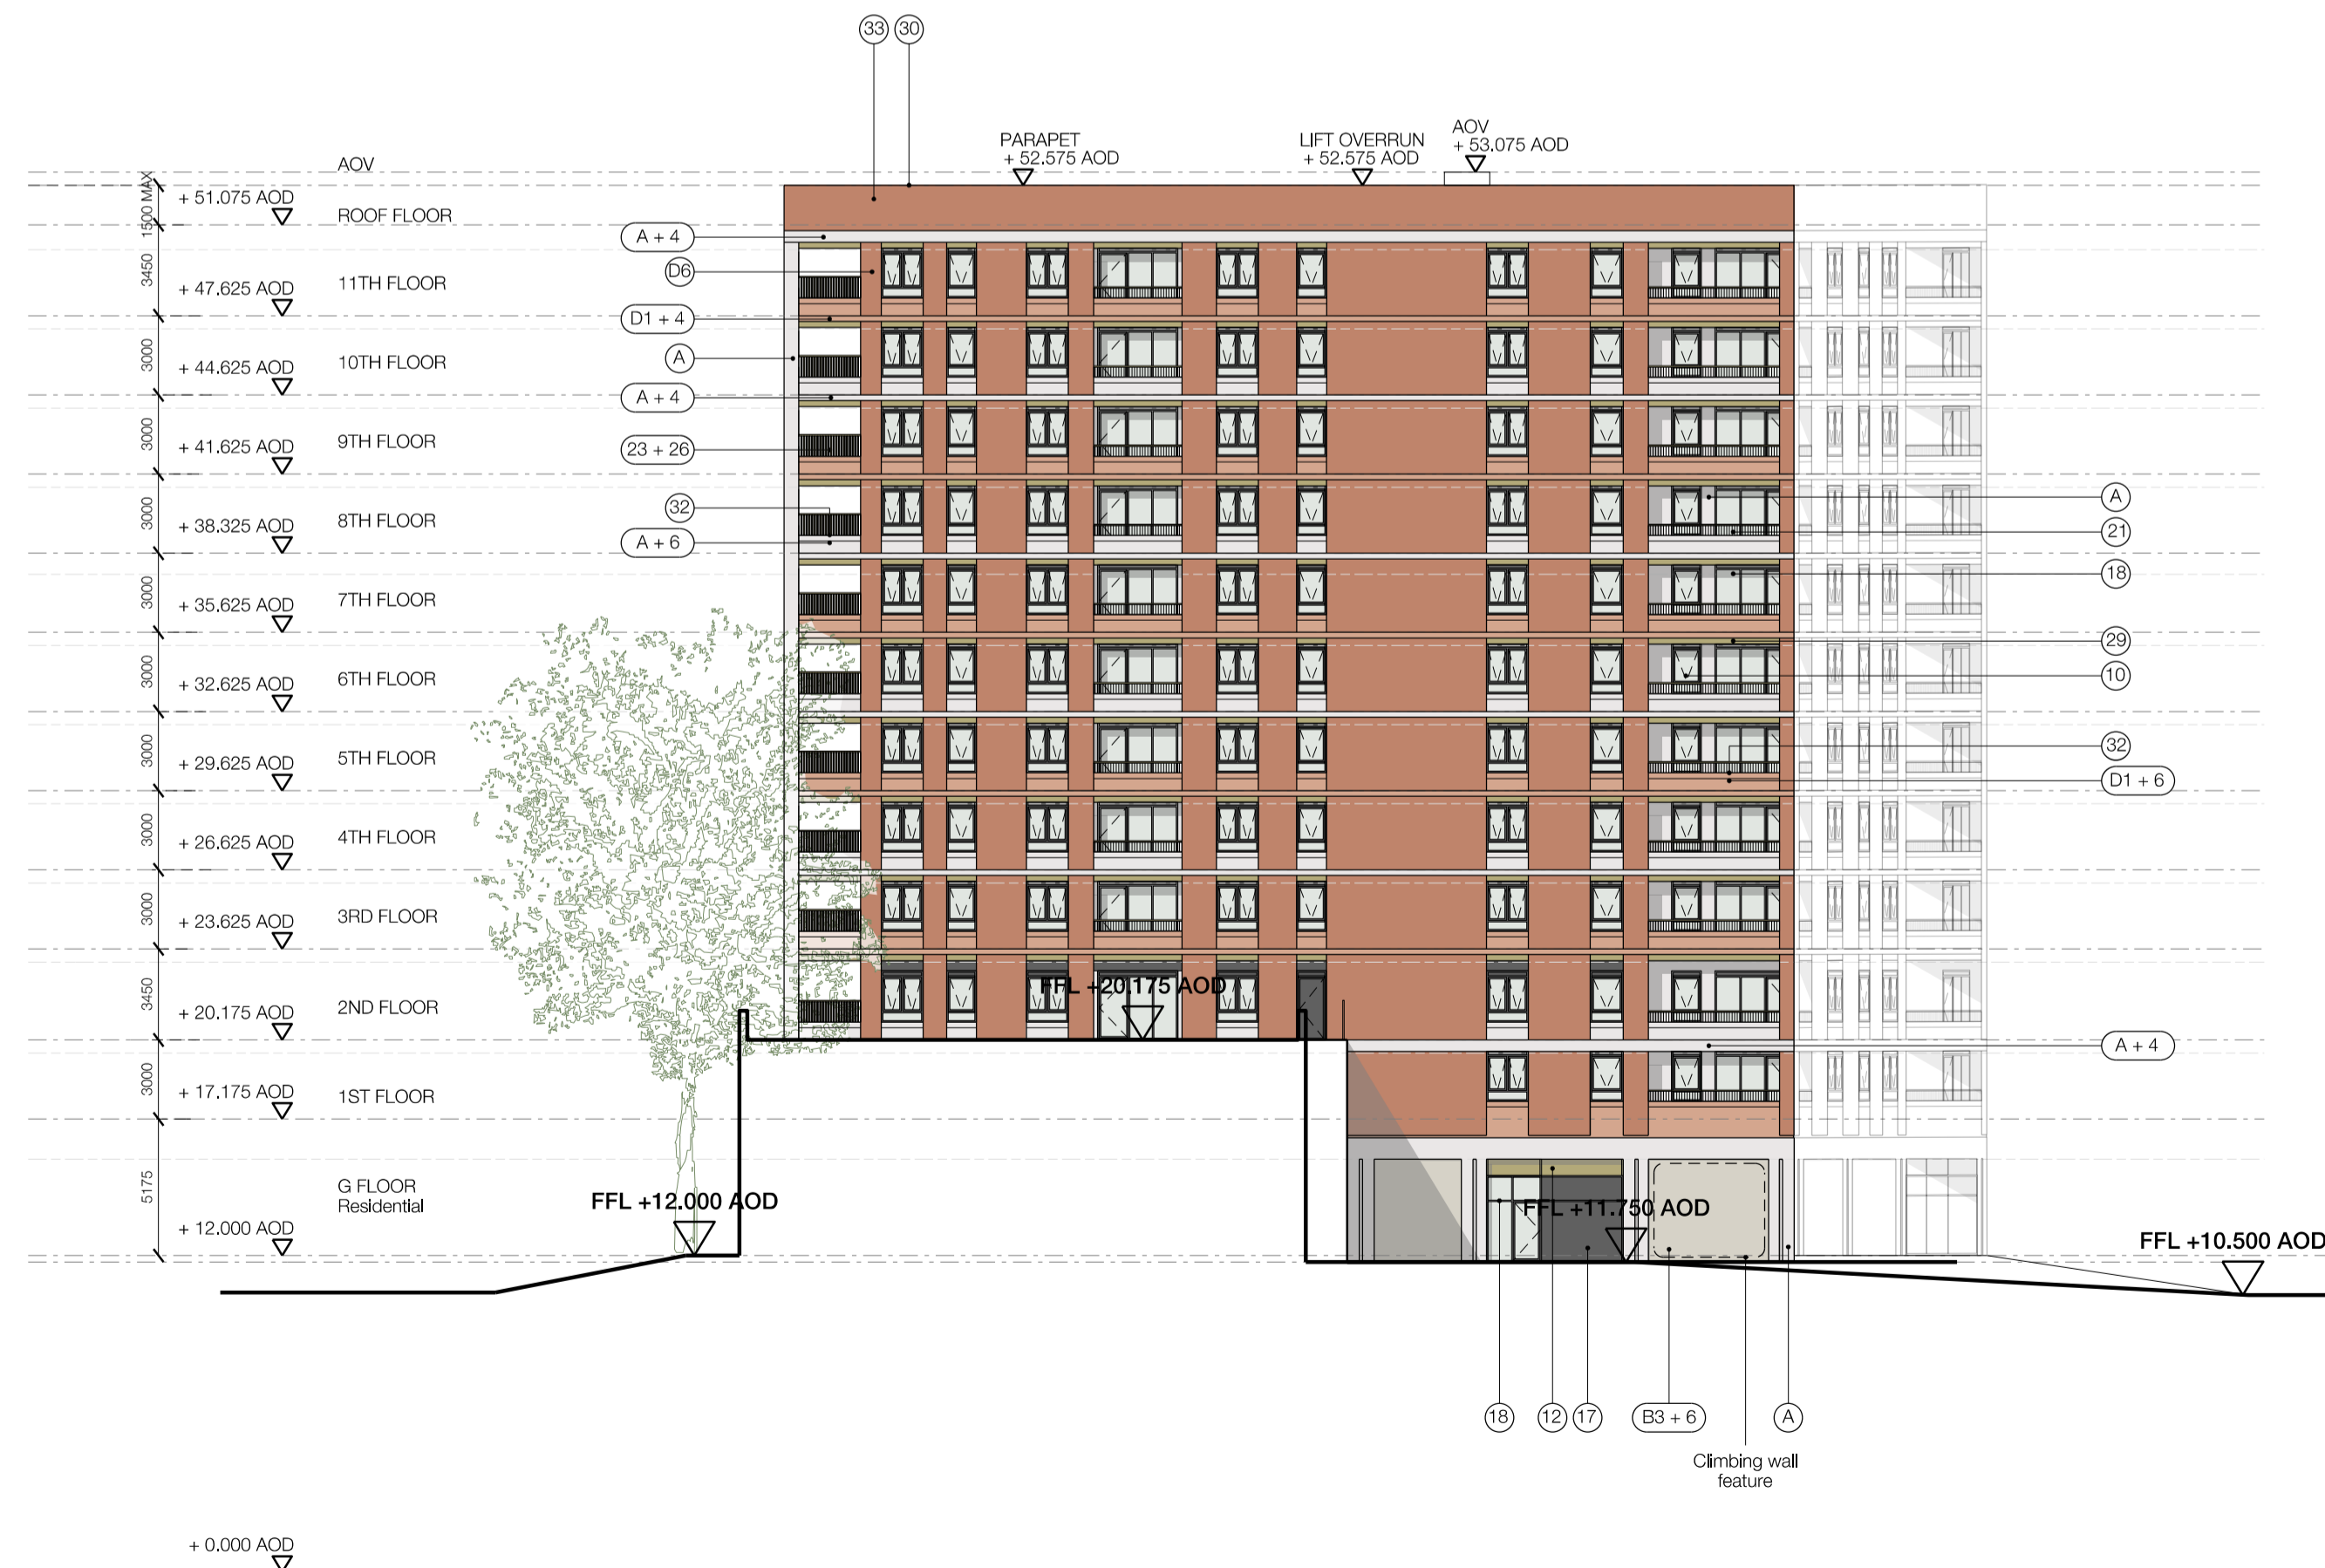 33 30
PARAPET
+ 52.575 AOD
LIFT OVERRUN
+ 52.575 AOD
AOV
+ 53.075 AOD
AOV
1500 MAX
+ 51.075 AOD
ROOF FLOOR
A + 4
D6
3450
+ 47.625 AOD
11TH FLOOR
D1 + 4
A
3000
+ 44.625 AOD
10TH FLOOR
A + 4
3000
+ 41.625 AOD
9TH FLOOR
23 + 26
32
3000
+ 38.325 AOD
8TH FLOOR
A + 6
A
21
18
3000
+ 35.625 AOD
7TH FLOOR
29
10
3000
+ 32.625 AOD
6TH FLOOR
32
D1 + 6
3000
+ 29.625 AOD
5TH FLOOR
3000
+ 26.625 AOD
4TH FLOOR
3000
+ 23.625 AOD
3RD FLOOR
FFL +20.175 AOD
3450
+ 20.175 AOD
2ND FLOOR
A + 4
3000
+ 17.175 AOD
1ST FLOOR
5175
G FLOOR
Residential
+ 12.000 AOD
FFL +12.000 AOD
FFL +11.750 AOD
FFL +10.500 AOD
18 12 17 B3 + 6 A
Climbing wall
feature
+ 0.000 AOD